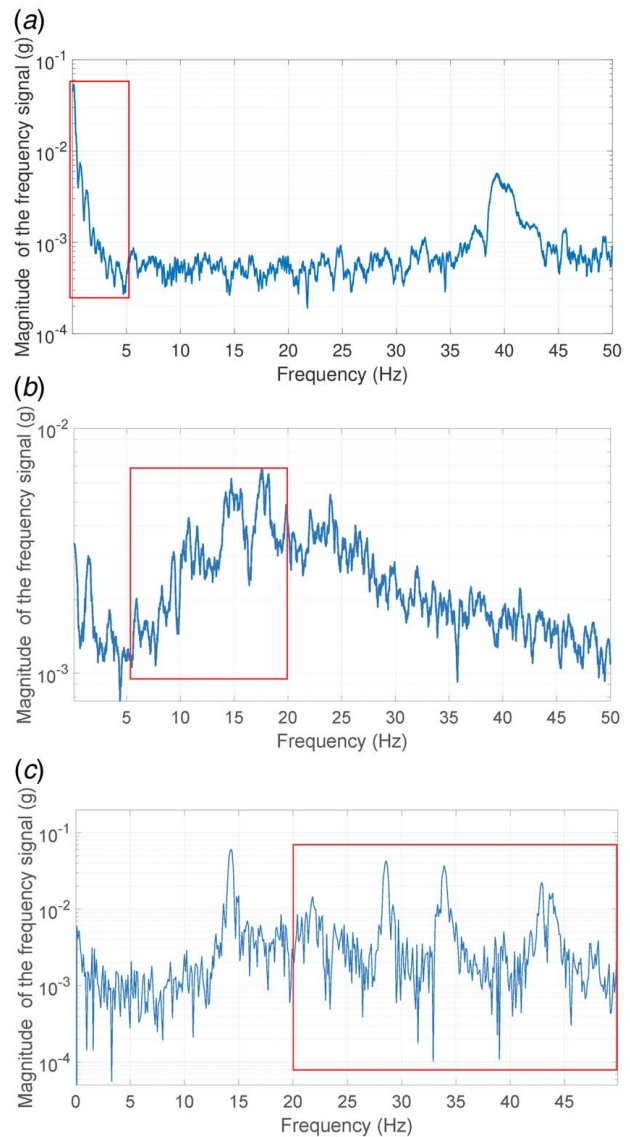 (a)
Magnitude of the frequency signal (g)
10-1
10-2
10-3
10-4
5 10 15 20 25 30 35 40 45 50
Frequency (Hz)
(b)
Magnitude of the frequency signal (g)
10-2
10-3
5 10 15 20 25 30 35 40 45 50
Frequency (Hz)
(c)
Magnitude of the frequency signal (g)
10-1
10-2
10-3
10-4
0 5 10 15 20 25 30 35 40 45
Frequency (Hz)